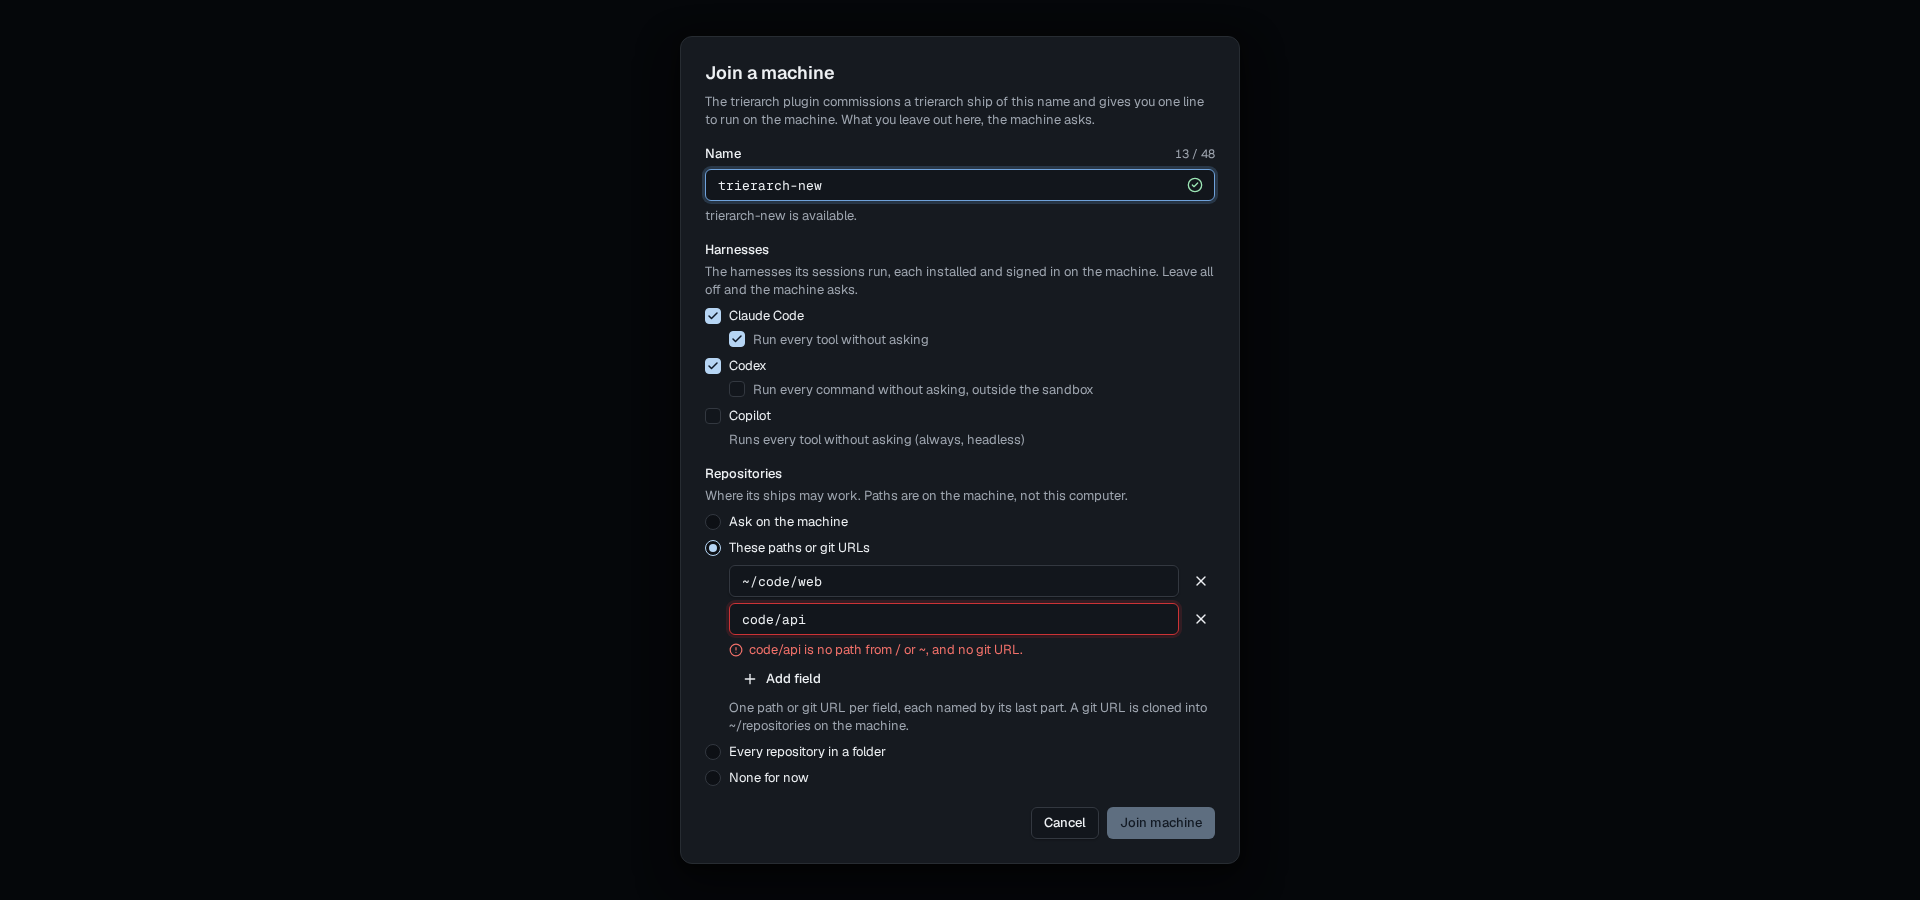 Join a machine
The trierarch plugin commissions a trierarch ship of this name and gives you one line
to run on the machine. What you leave out here, the machine asks.
Name
13 / 48
trierarch-new
trierarch-new is available.
Harnesses
The harnesses its sessions run, each installed and signed in on the machine. Leave all
off and the machine asks.
Claude Code
Run every tool without asking
Codex
Run every command without asking, outside the sandbox
Copilot
Runs every tool without asking (always, headless)
Repositories
Where its ships may work. Paths are on the machine, not this computer.
Ask on the machine
These paths or git URLs
~/code/web
code/api
code/api is no path from / or ~, and no git URL.
Add field
One path or git URL per field, each named by its last part. A git URL is cloned into
~/repositories on the machine.
Every repository in a folder
None for now
Cancel
Join machine